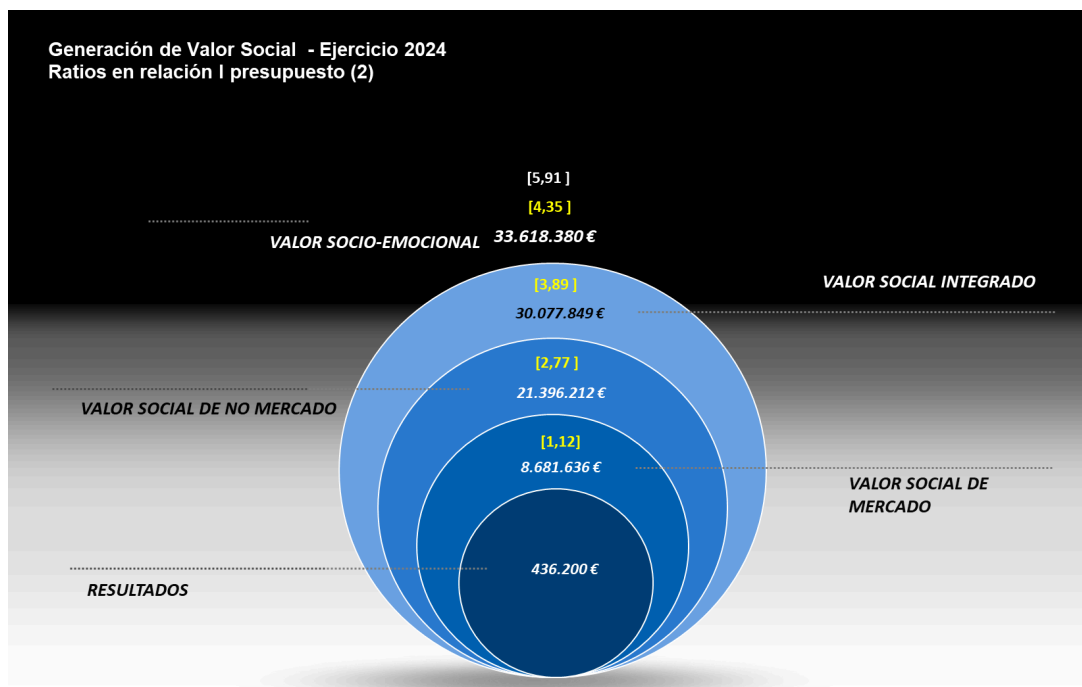 Generación de Valor Social - Ejercicio 2024
Ratios en relación l presupuesto (2)
[5,91 ]
[4,35 ]
VALOR SOCIO-EMOCIONAL 33.618.380 €
[3,89 ]
VALOR SOCIAL INTEGRADO
30.077.849 €
[2,77 ]
21.396.212 €
VALOR SOCIAL DE NO MERCADO
[1,12]
8.681.636 €
VALOR SOCIAL DE
MERCADO
436.200 €
RESULTADOS